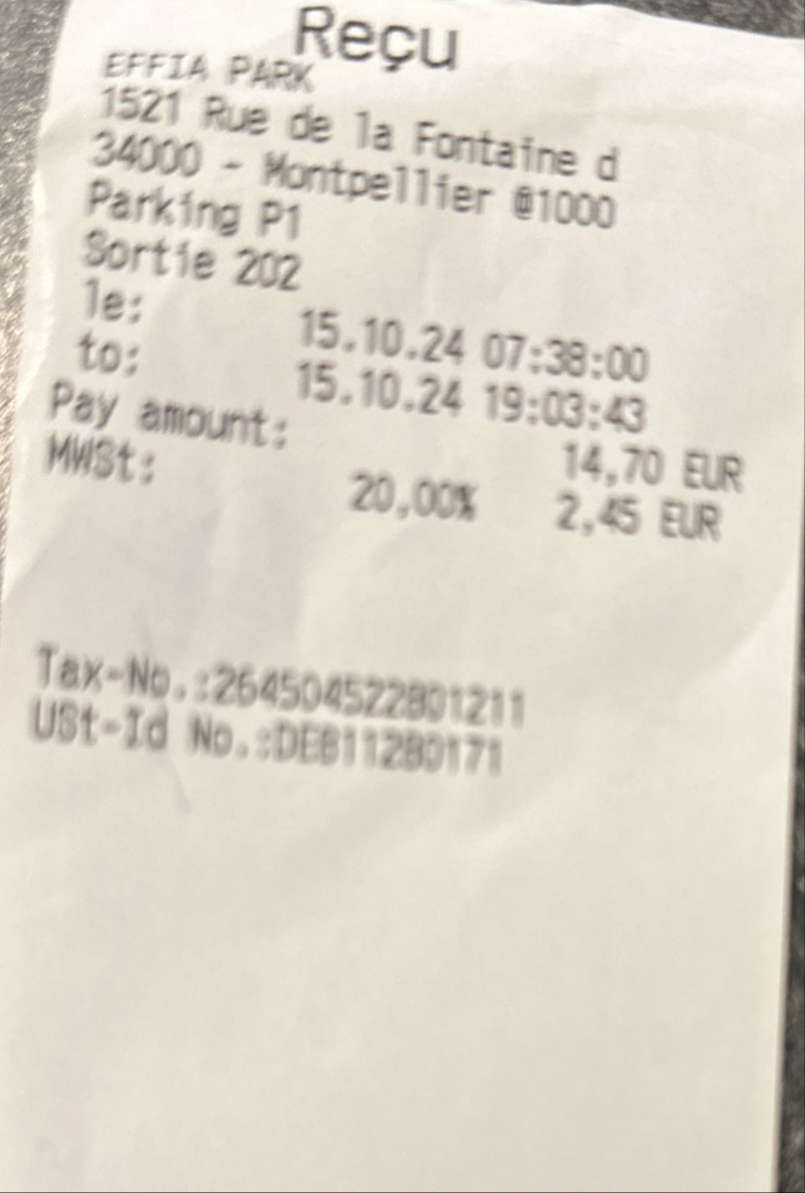 Reçu
EFFIA PARK
1521 Rue de la Fontaine d
34000 - Montpellier @1000
Parking P1
Sortie 202
le: 15.10.24 07:38:00
to: 15.10.24 19:03:43
Pay amount: 14,70 EUR
MWSt: 20,00% 2,45 EUR
Tax-No.:264504522801211
USt-Id No.:DE811280171